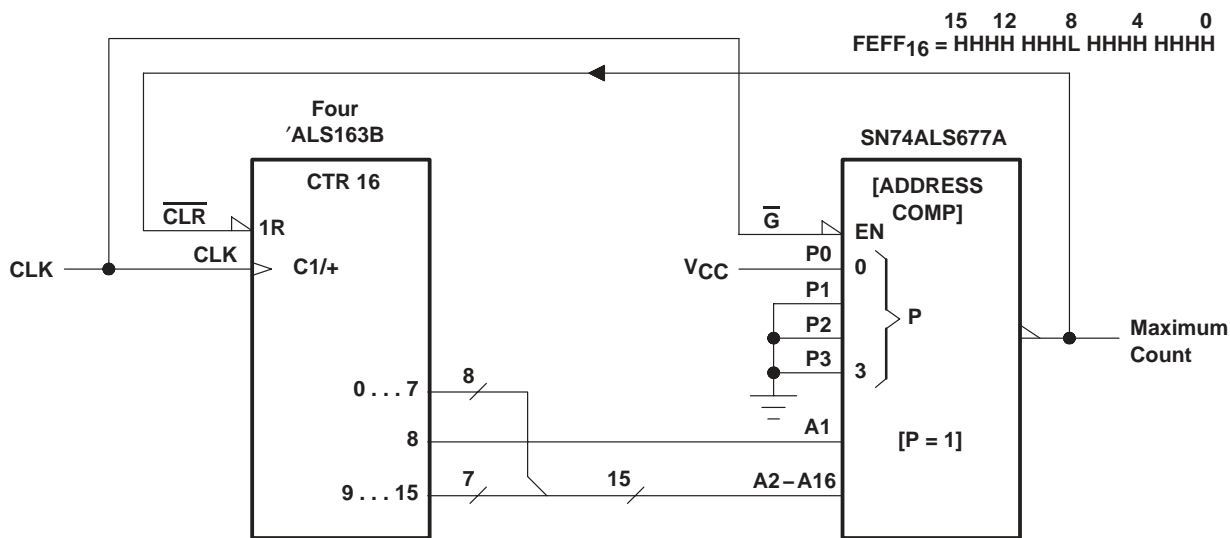 15 12 8 4 0
FEFF16 = HHHH HHHL HHHH HHHH
Four
′ALS163B
SN74ALS677A
CTR 16
[ADDRESS
COMP]
CLR
1R
G
EN
CLK
CLK
C1/+
VCC
P0
0
P1
P2
P
P3
3
Maximum
Count
0 . . . 7
8
8
A1
[P = 1]
9 . . . 15
7
15
A2–A16